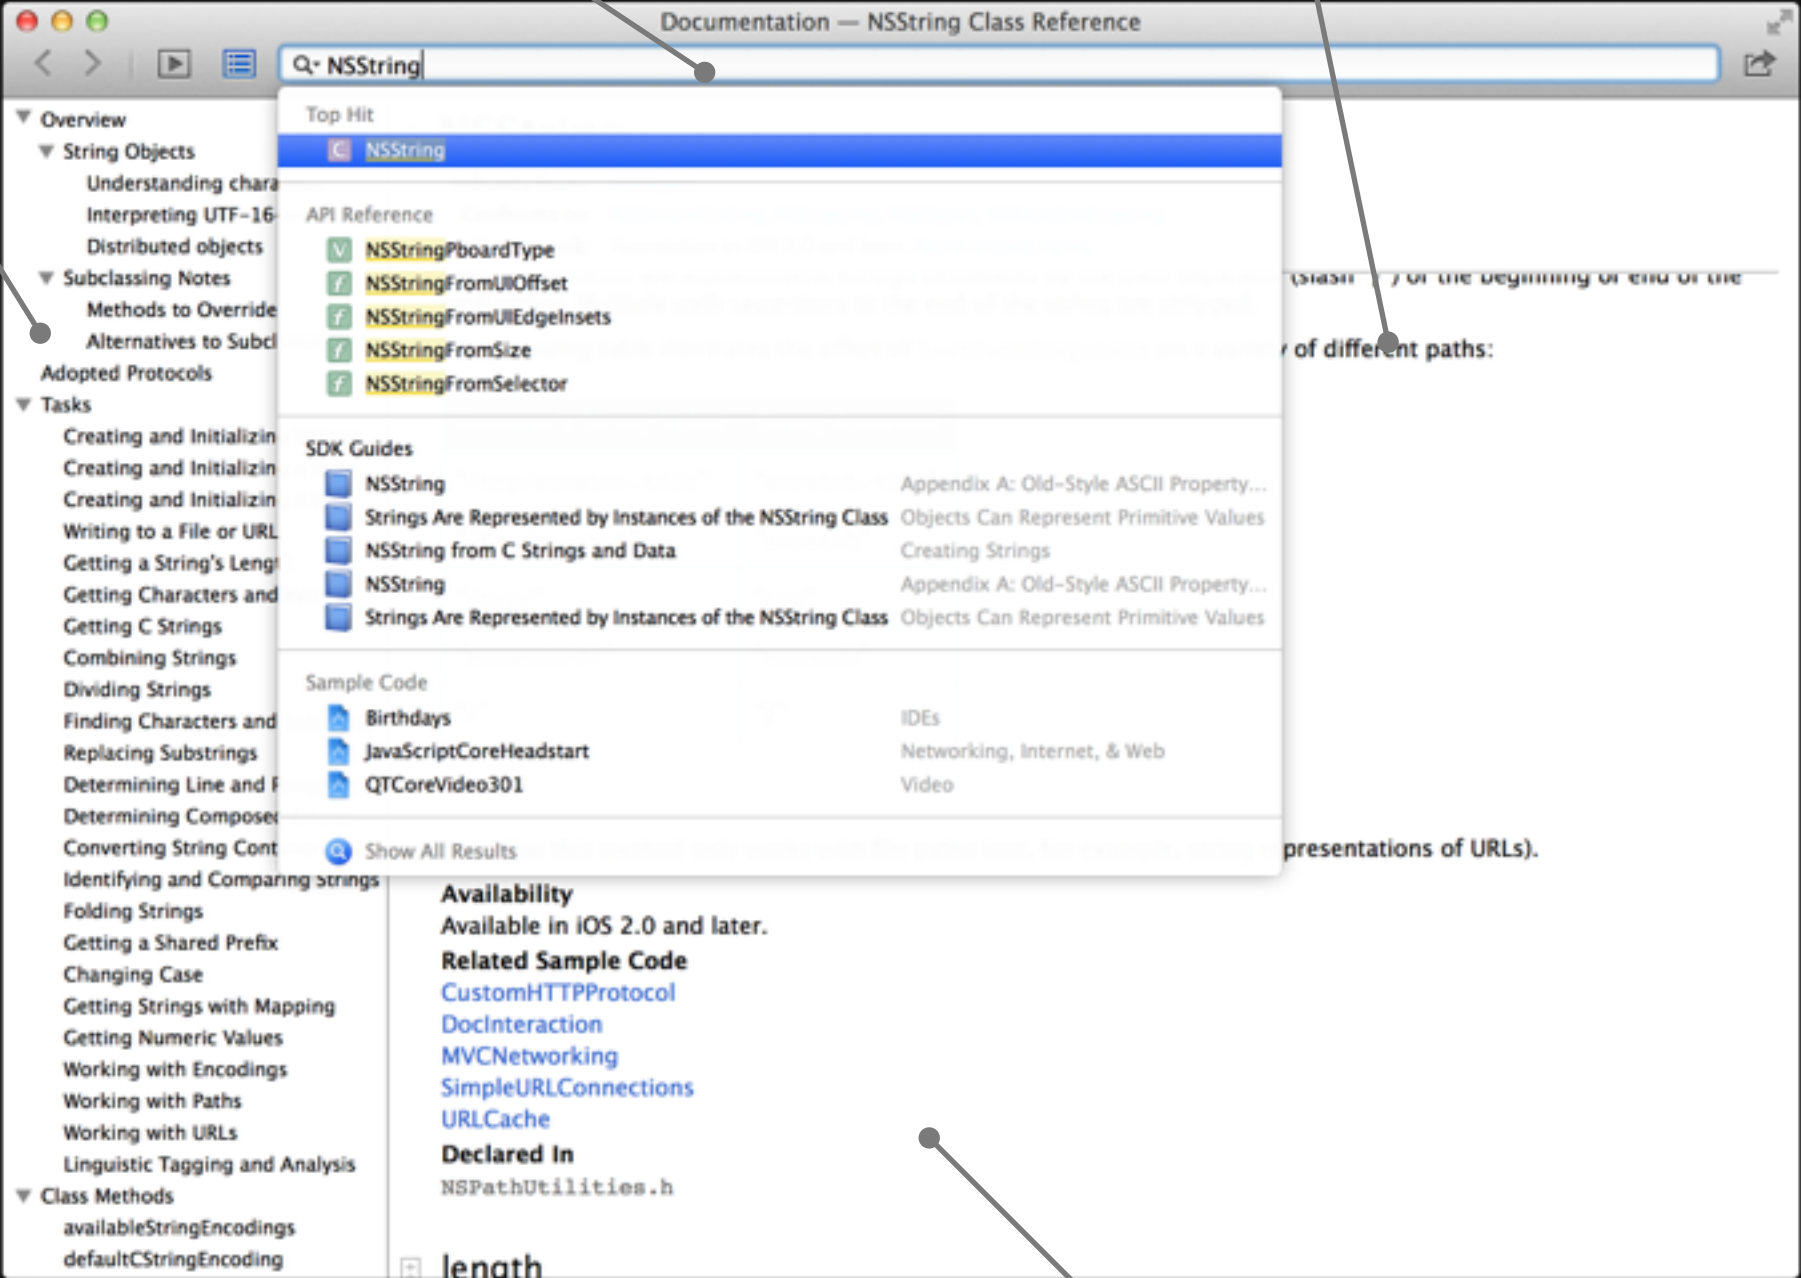 Documentation — NSString Class Reference
NSString
Top Hit
NSString
API Reference
NSStringPboardType
NSStringFromUIOffset
NSStringFromUIEdgeInsets
NSStringFromSize
NSStringFromSelector
SDK Guides
NSString Appendix A: Old-Style ASCII Property...
Strings Are Represented by Instances of the NSString Class Objects Can Represent Primitive Values
NSString from C Strings and Data Creating Strings
NSString Appendix A: Old-Style ASCII Property...
Strings Are Represented by Instances of the NSString Class Objects Can Represent Primitive Values
Sample Code
Birthdays IDEs
JavaScriptCoreHeadstart Networking, Internet, & Web
QTCoreVideo301 Video
Show All Results
Overview
String Objects
Understanding chara
Interpreting UTF-16-
Distributed objects
Subclassing Notes
Methods to Override
Alternatives to Subcl
Adopted Protocols
Tasks
Creating and Initializin
Creating and Initializin
Creating and Initializin
Writing to a File or URL
Getting a String's Lengt
Getting Characters and
Getting C Strings
Combining Strings
Dividing Strings
Finding Characters and
Replacing Substrings
Determining Line and
Determining Compose
Converting String Cont
Identifying and Comparing Strings
Folding Strings
Getting a Shared Prefix
Changing Case
Getting Strings with Mapping
Getting Numeric Values
Working with Encodings
Working with Paths
Working with URLs
Linguistic Tagging and Analysis
Class Methods
availableStringEncodings
defaultCStringEncoding
of different paths:
presentations of URLs).
Availability
Available in iOS 2.0 and later.
Related Sample Code
CustomHTTPProtocol
DocInteraction
MVCNetworking
SimpleURLConnections
URLCache
Declared In
NSPathUtilities.h
length